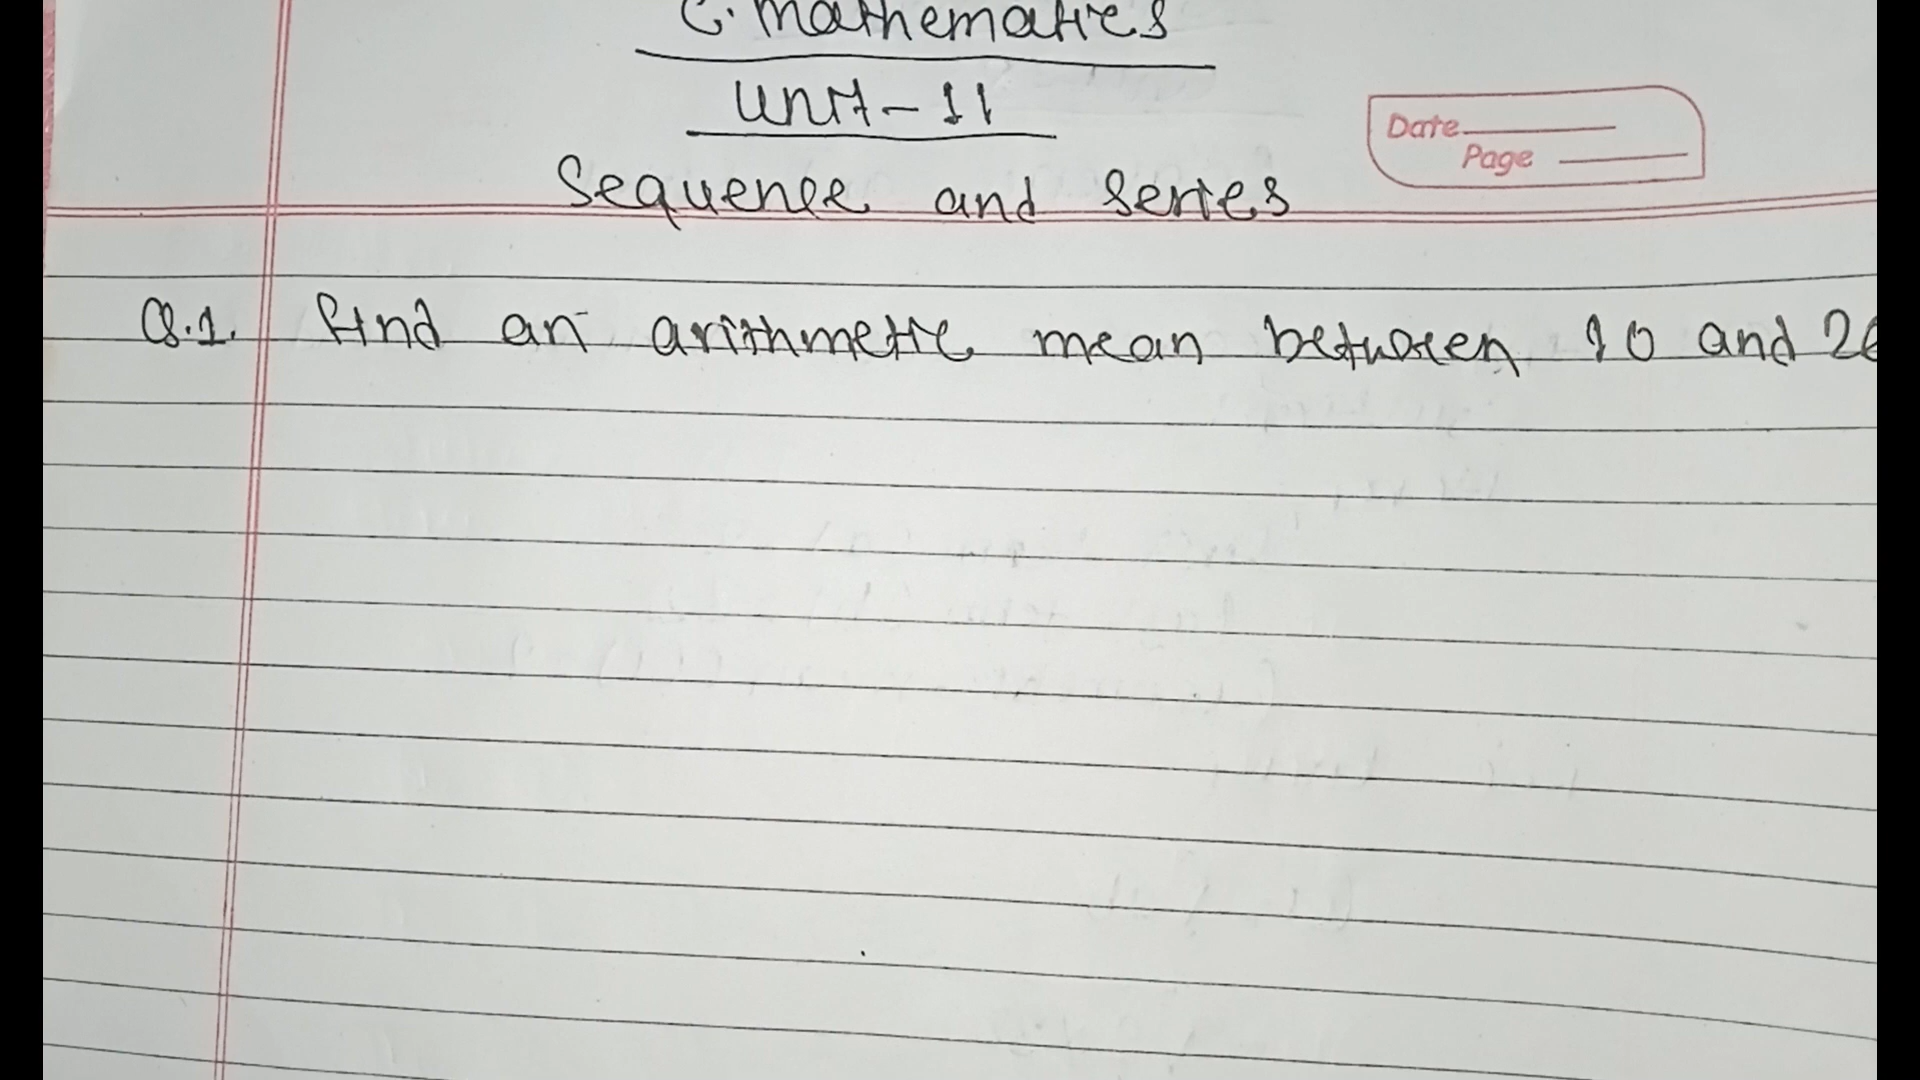 C. mathematics
Unit-11
Date
Page
Sequence and series
Q.1. find an arithmetic mean between 10 and